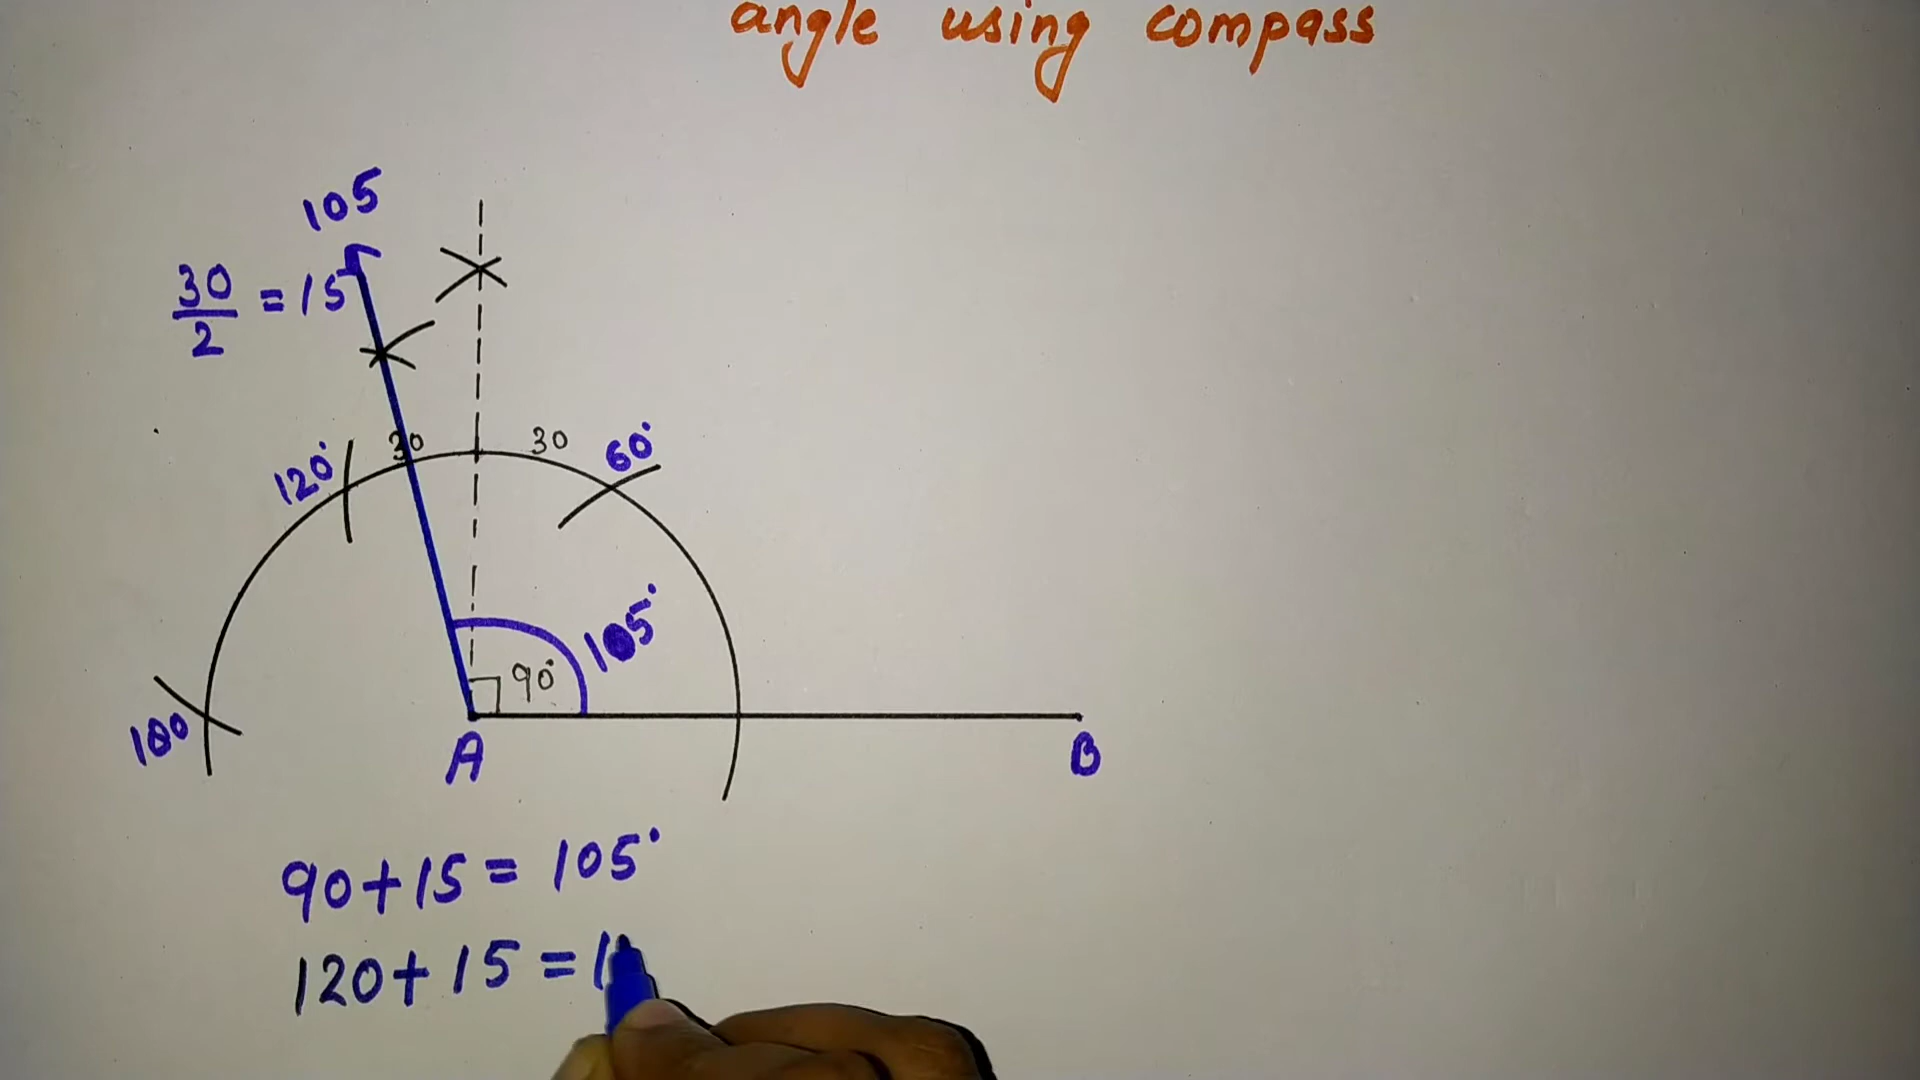 angle using compass
105
30/2 = 15
120°
30
30
60°
105°
90°
180
A
B
90+15 = 105°
120+15 = 1